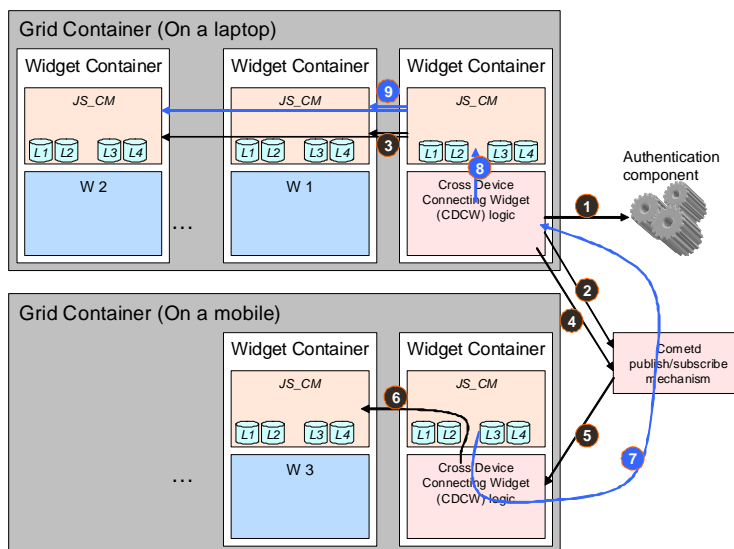 Grid Container (On a laptop)
Widget Container
Widget Container
Widget Container
JS_CM
JS_CM
JS_CM
9
3
L1 L2 L3 L4
L1 L2 L3 L4
L1 L2 L3 L4
8
W 2
W 1
Cross Device
Connecting Widget
(CDCW) logic
...
Authentication
component
1
2
4
Grid Container (On a mobile)
Widget Container
Widget Container
JS_CM
JS_CM
6
L1 L2 L3 L4
L1 L2 L3 L4
Cometd
publish/subscribe
mechanism
5
7
W 3
Cross Device
Connecting Widget
(CDCW) logic
...